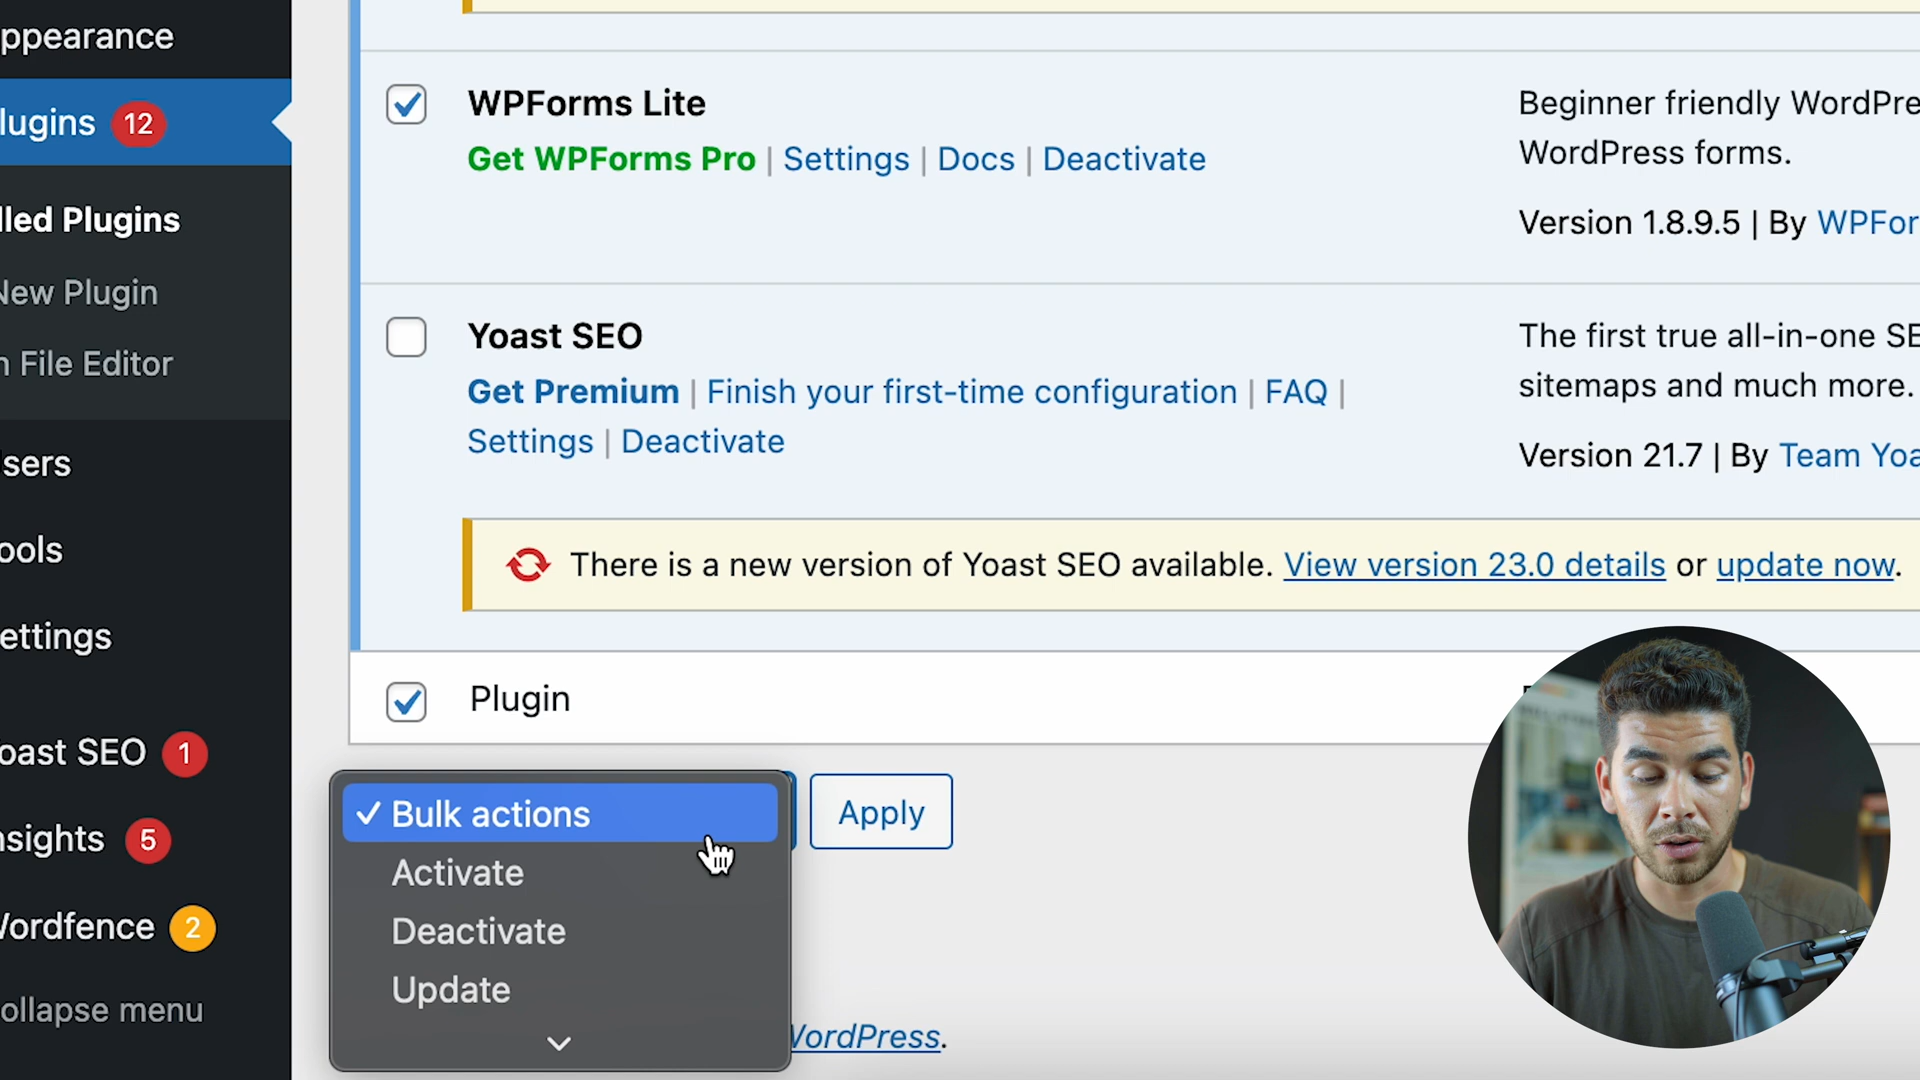 ppearance
lugins 12
lled Plugins
New Plugin
n File Editor
sers
ools
ettings
oast SEO 1
nsights 5
Wordfence 2
ollapse menu
WPForms Lite
Get WPForms Pro | Settings | Docs | Deactivate
Beginner friendly WordPre
WordPress forms.
Version 1.8.9.5 | By WPFor
Yoast SEO
Get Premium | Finish your first-time configuration | FAQ |
Settings | Deactivate
The first true all-in-one SE
sitemaps and much more.
Version 21.7 | By Team Yoa
There is a new version of Yoast SEO available. View version 23.0 details or update now.
Plugin
Bulk actions
Apply
Activate
Deactivate
Update
WordPress.